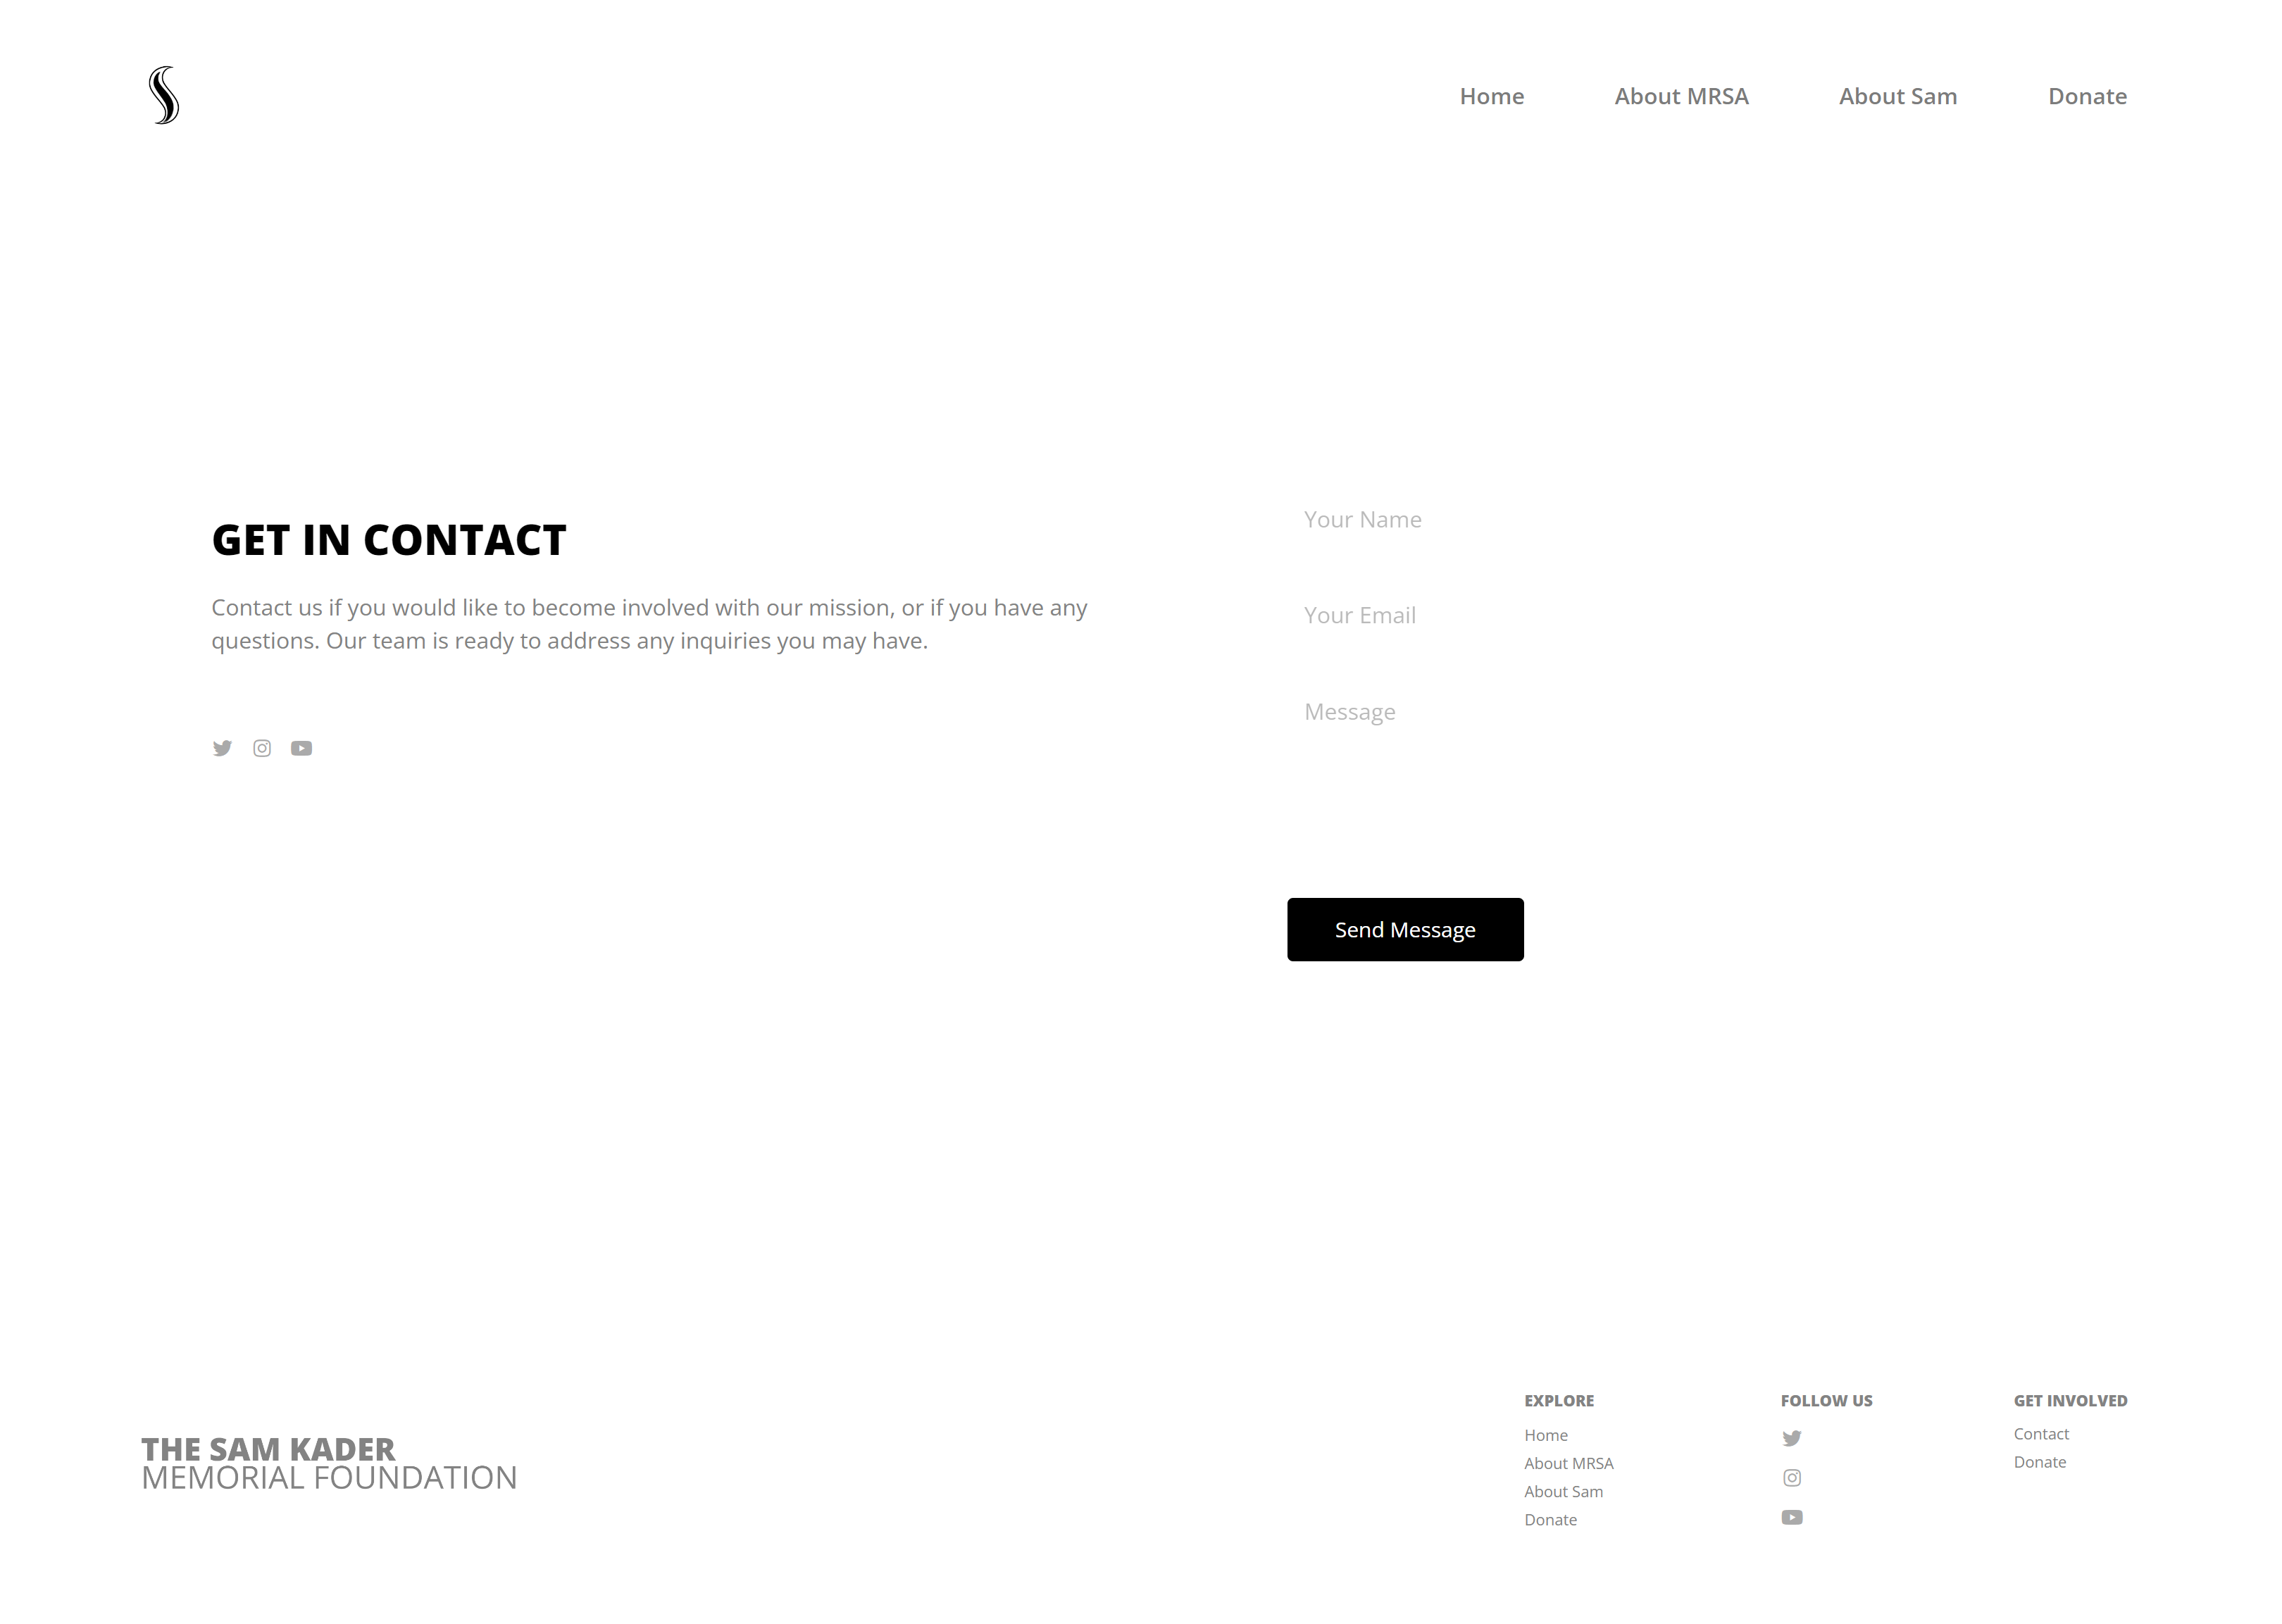 Home
About MRSA
About Sam
Donate
GET IN CONTACT
Contact us if you would like to become involved with our mission, or if you have any
questions. Our team is ready to address any inquiries you may have.
Your Name
Your Email
Message
Send Message
THE SAM KADER
MEMORIAL FOUNDATION
EXPLORE
Home
About MRSA
About Sam
Donate
FOLLOW US
GET INVOLVED
Contact
Donate